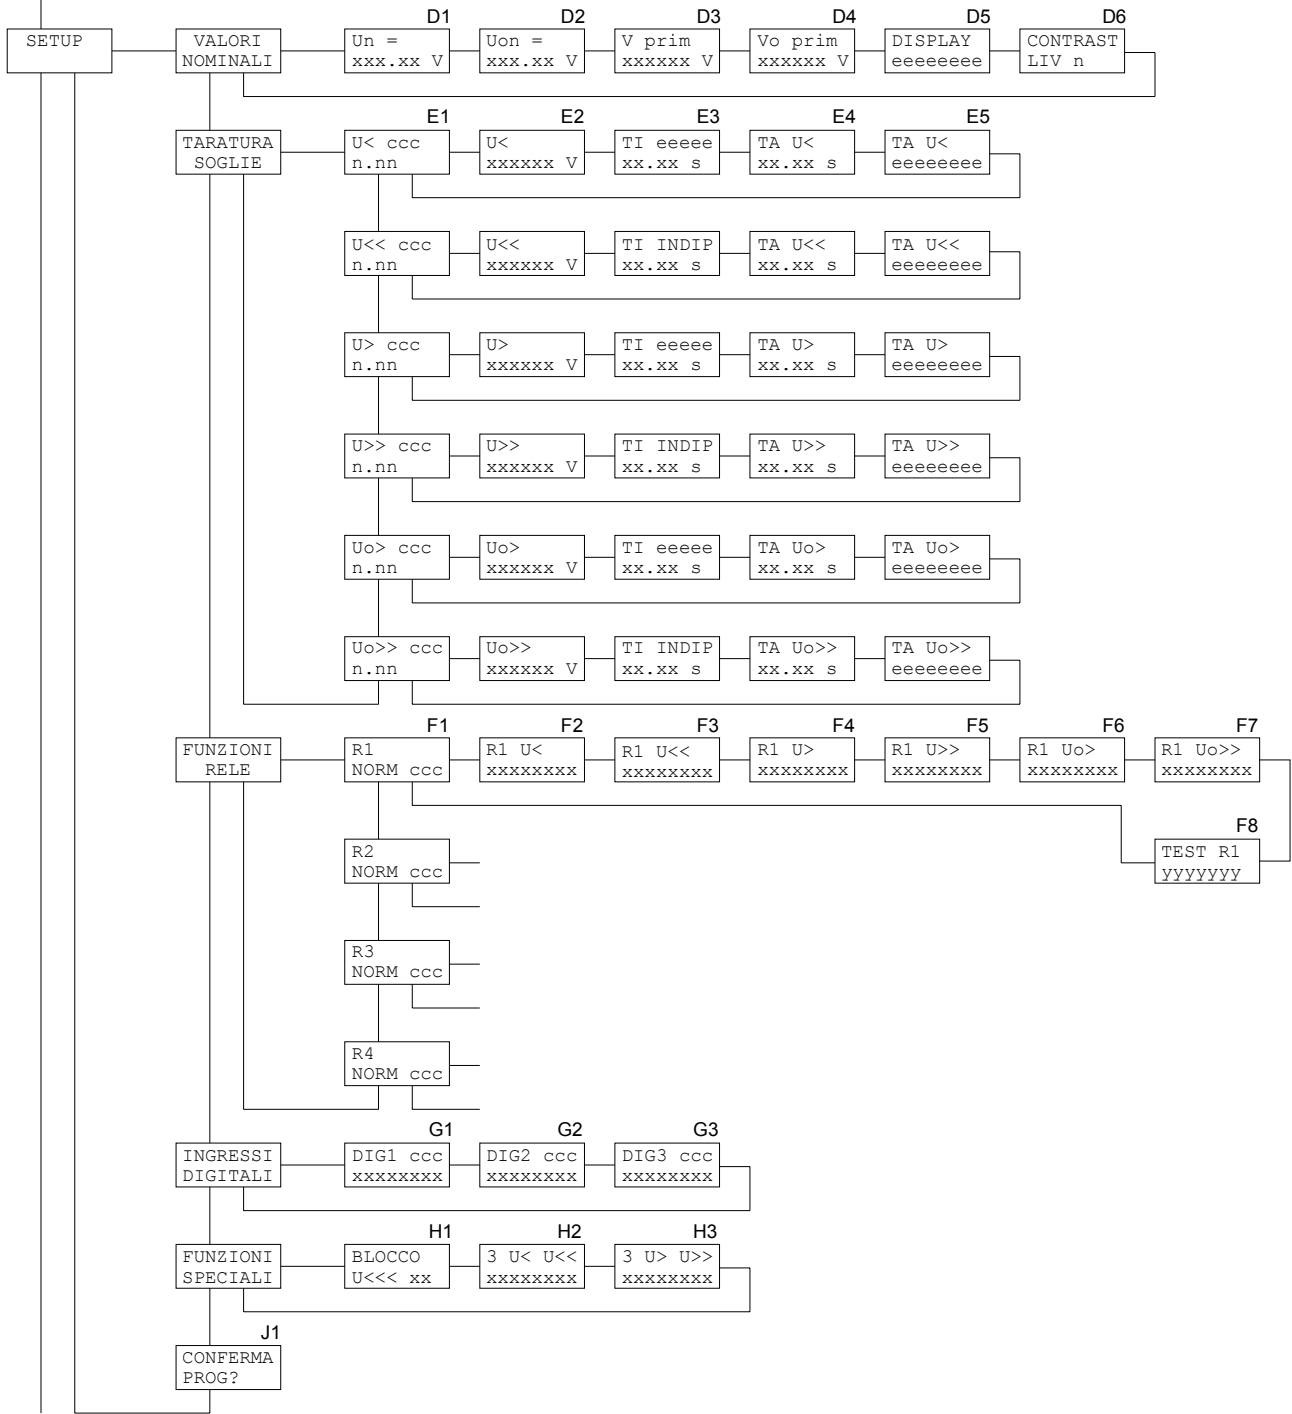 D1 D2 D3 D4 D5 D6
SETUP VALORI Un = Uon = V prim Vo prim DISPLAY CONTRAST
NOMINALI xxx.xx V xxx.xx V xxxxxx V xxxxxx V eeeeeeee LIV n
E1 E2 E3 E4 E5
TARATURA U< ccc U< TI eeeee TA U< TA U<
SOGLIE n.nn xxxxxx V xx.xx s xx.xx s eeeeeeee
U<< ccc U<< TI INDIP TA U<< TA U<<
n.nn xxxxxx V xx.xx s xx.xx s eeeeeeee
U> ccc U> TI eeeee TA U> TA U>
n.nn xxxxxx V xx.xx s xx.xx s eeeeeeee
U>> ccc U>> TI INDIP TA U>> TA U>>
n.nn xxxxxx V xx.xx s xx.xx s eeeeeeee
Uo> ccc Uo> TI eeeee TA Uo> TA Uo>
n.nn xxxxxx V xx.xx s xx.xx s eeeeeeee
Uo>> ccc Uo>> TI INDIP TA Uo>> TA Uo>>
n.nn xxxxxx V xx.xx s xx.xx s eeeeeeee
F1 F2 F3 F4 F5 F6 F7
FUNZIONI R1 R1 U< R1 U<< R1 U> R1 U>> R1 Uo> R1 Uo>>
RELE NORM ccc xxxxxxxx xxxxxxxx xxxxxxxx xxxxxxxx xxxxxxxx xxxxxxxx
F8
R2 TEST R1
NORM ccc yyyyyyy
R3
NORM ccc
R4
NORM ccc
G1 G2 G3
INGRESSI DIG1 ccc DIG2 ccc DIG3 ccc
DIGITALI xxxxxxxx xxxxxxxx xxxxxxxx
H1 H2 H3
FUNZIONI BLOCCO 3 U< U<< 3 U> U>>
SPECIALI U<<< xx xxxxxxxx xxxxxxxx
J1
CONFERMA
PROG?